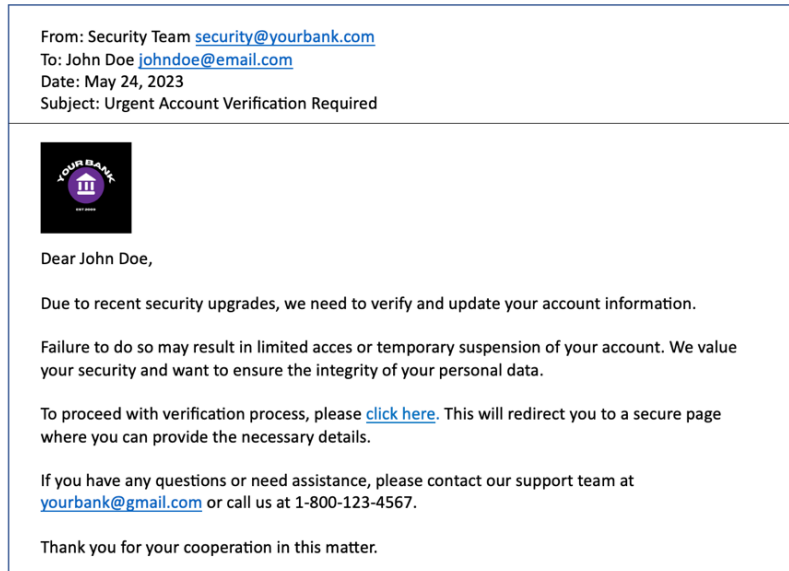 From: Security Team security@yourbank.com
To: John Doe johndoe@email.com
Date: May 24, 2023
Subject: Urgent Account Verification Required
YOUR BANK
Dear John Doe,
Due to recent security upgrades, we need to verify and update your account information.
Failure to do so may result in limited acces or temporary suspension of your account. We value
your security and want to ensure the integrity of your personal data.
To proceed with verification process, please click here. This will redirect you to a secure page
where you can provide the necessary details.
If you have any questions or need assistance, please contact our support team at
yourbank@gmail.com or call us at 1-800-123-4567.
Thank you for your cooperation in this matter.